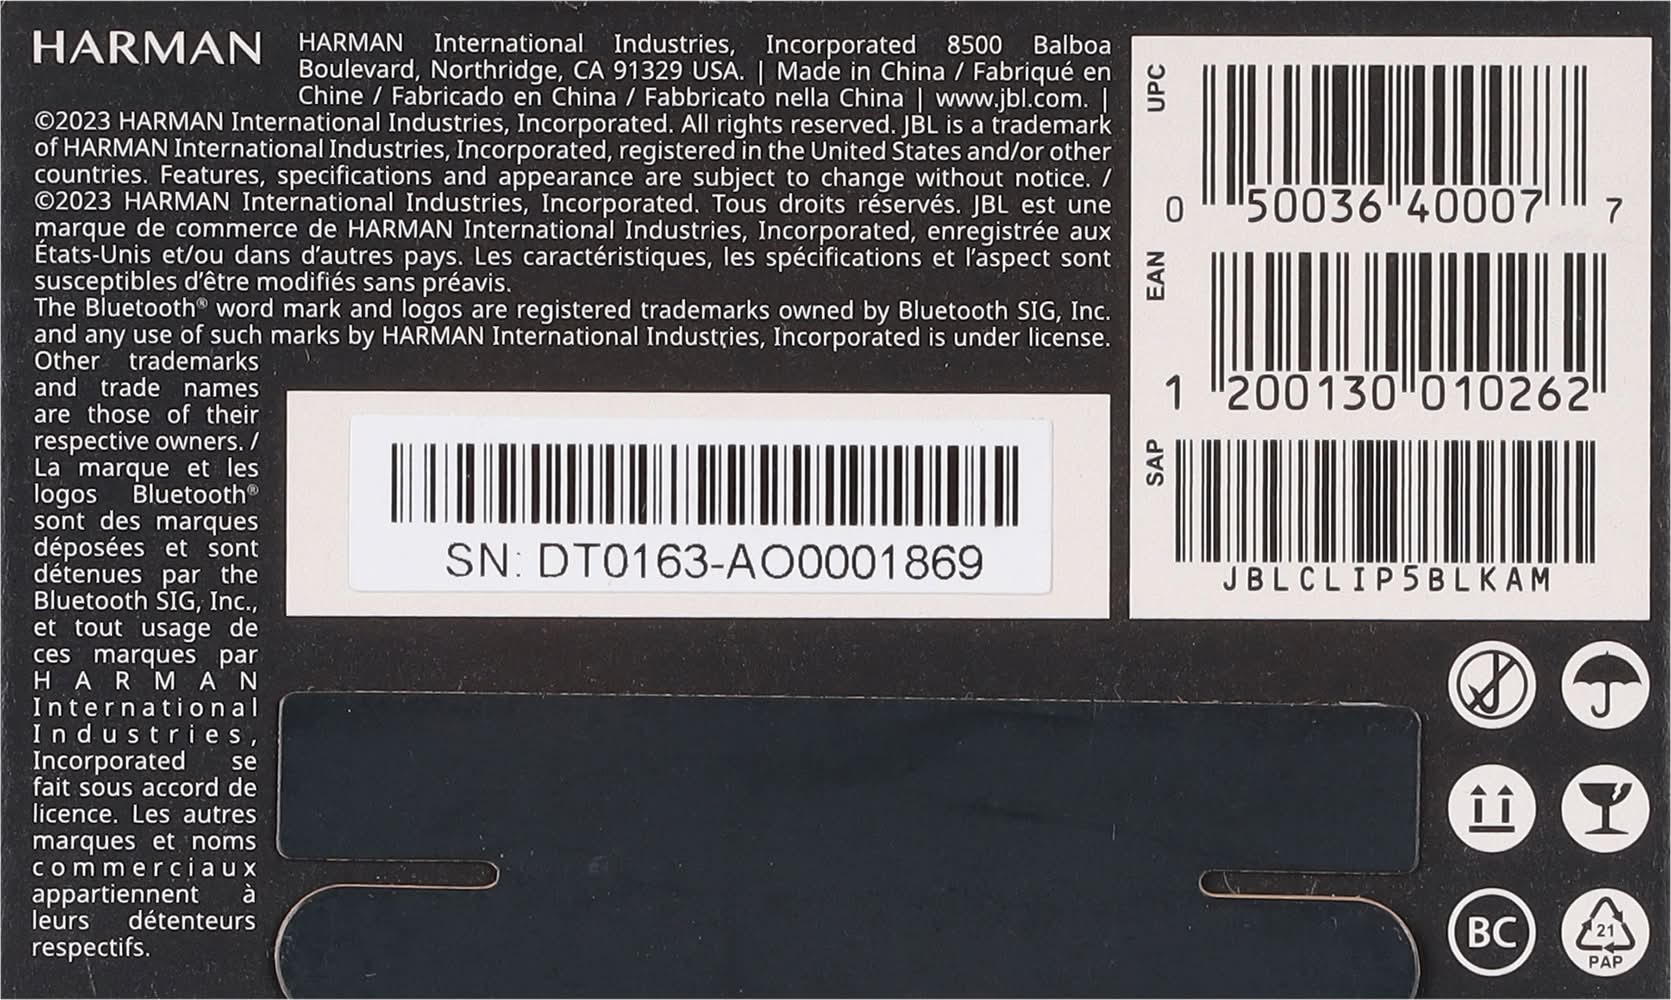 HARMAN
HARMAN International Industries, Incorporated 8500 Balboa
Boulevard, Northridge, CA 91329 USA. | Made in China / Fabriqué en
Chine / Fabricado en China / Fabbricato nella China | www.jbl.com. |
©2023 HARMAN International Industries, Incorporated. All rights reserved. JBL is a trademark
of HARMAN International Industries, Incorporated, registered in the United States and/or other
countries. Features, specifications and appearance are subject to change without notice. /
©2023 HARMAN International Industries, Incorporated. Tous droits réservés. JBL est une
marque de commerce de HARMAN International Industries, Incorporated, enregistrée aux
États-Unis et/ou dans d’autres pays. Les caractéristiques, les spécifications et l’aspect sont
susceptibles d’être modifiés sans préavis.
The Bluetooth® word mark and logos are registered trademarks owned by Bluetooth SIG, Inc.
and any use of such marks by HARMAN International Industries, Incorporated is under license.
Other trademarks
and trade names
are those of their
respective owners. /
La marque et les
logos Bluetooth®
sont des marques
déposées et sont
détenues par the
Bluetooth SIG, Inc.,
et tout usage de
ces marques par
HARMAN
International
Industries,
Incorporated se
fait sous accord de
licence. Les autres
marques et noms
commerciaux
appartiennent à
leurs détenteurs
respectifs.
SN: DT0163-AO0001869
UPC
0 50036 40007 7
EAN
1 200130 010262
SAP
JBLCLIP5BLKAM
BC
21
PAP